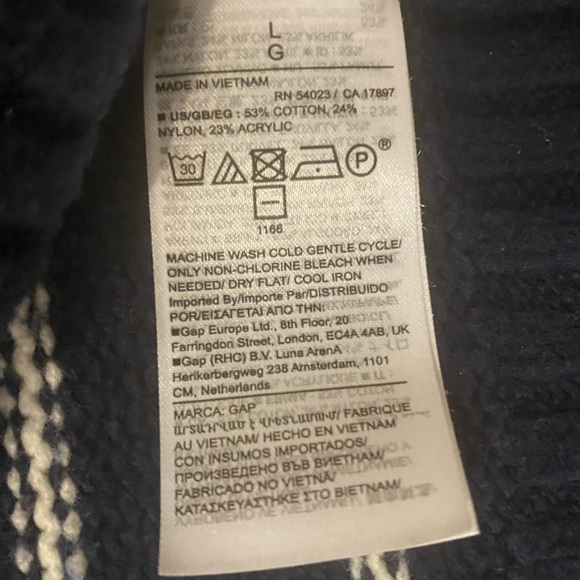 L
G
MADE IN VIETNAM
RN 54023 / CA 17897
■ US/GB/EG : 53% COTTON, 24%
NYLON, 23% ACRYLIC
30 P®
1166
MACHINE WASH COLD GENTLE CYCLE/
ONLY NON-CHLORINE BLEACH WHEN
NEEDED/ DRY FLAT/ COOL IRON
Imported By/Importe Par/DISTRIBUIDO
POR/ΕΙΣΑΓΕΤΑΙ ΑΠΟ ΤΗΝ:
■Gap Europe Ltd., 8th Floor, 20
Farringdon Street, London, EC4A 4AB, UK
■Gap (RHC) B.V. Luna ArenA
Herikerbergweg 238 Amsterdam, 1101
CM, Netherlands
MARCA: GAP
Արտադրված է Վիետնամում/ FABRIQUE
AU VIETNAM/ HECHO EN VIETNAM
CON INSUMOS IMPORTADOS/
ПРОИЗВЕДЕНО ВЪВ ВИЕТНАМ/
FABRICADO NO VIETNÃ/
ΚΑΤΑΣΚΕΥΑΣΤΗΚΕ ΣΤΟ ΒΙΕΤΝΑΜ/